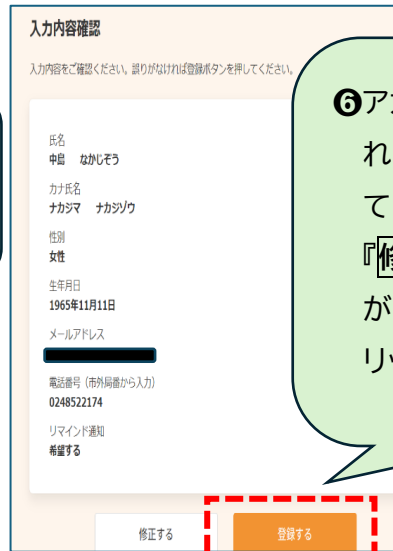 入力内容確認
入力内容をご確認ください。誤りがなければ登録ボタンを押してください。
氏名
中島 なかじぞう
カナ氏名
ナカジマ ナカジゾウ
性別
女性
生年月日
1965年11月11日
メールアドレス
電話番号（市外局番から入力）
0248522174
リマインド通知
希望する
修正する
登録する
❻ア
れ
て
『修
が
リッ